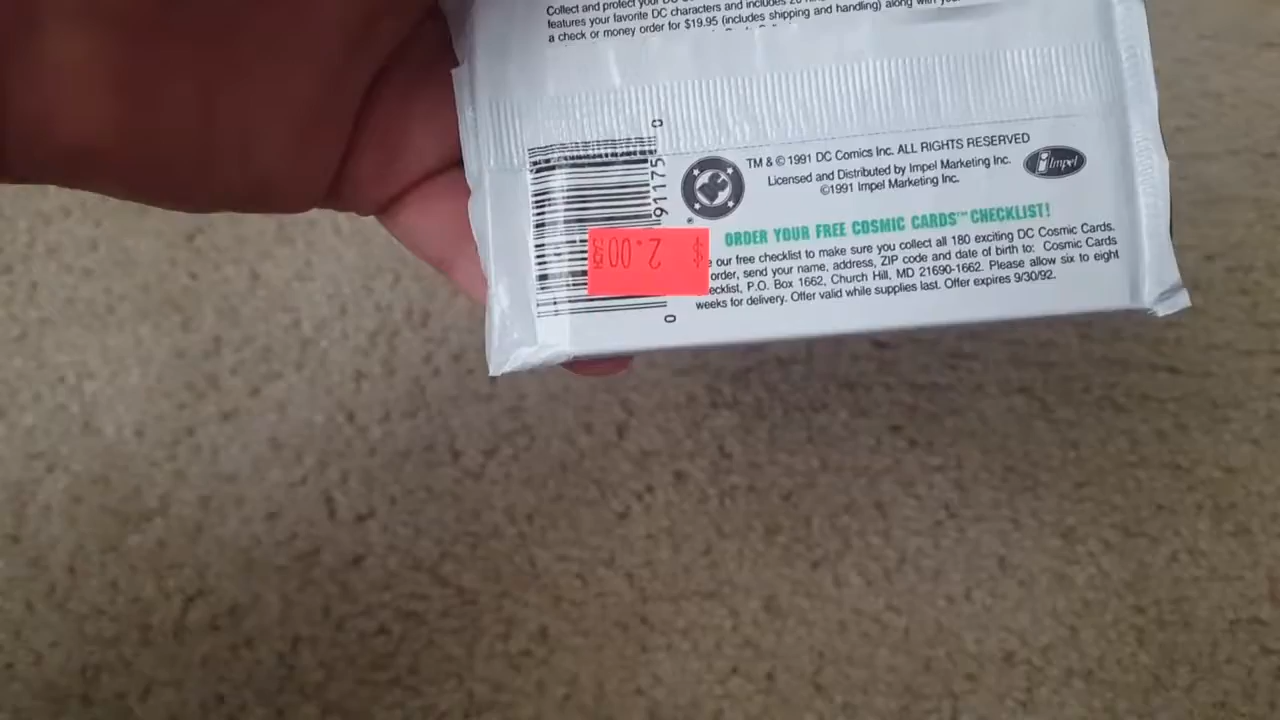 Collect and protect your DC
features your favorite DC characters and includes 20
a check or money order for $19.95 (includes shipping and handling) along with
TM & © 1991 DC Comics Inc. ALL RIGHTS RESERVED
Licensed and Distributed by Impel Marketing Inc.
©1991 Impel Marketing Inc.
DC
Impel
ORDER YOUR FREE COSMIC CARDS™ CHECKLIST!
our free checklist to make sure you collect all 180 exciting DC Cosmic Cards.
order, send your name, address, ZIP code and date of birth to: Cosmic Cards
ecklist, P.O. Box 1662, Church Hill, MD 21690-1662. Please allow six to eight
weeks for delivery. Offer valid while supplies last. Offer expires 9/30/92.
0
91175
0
$ 2.00